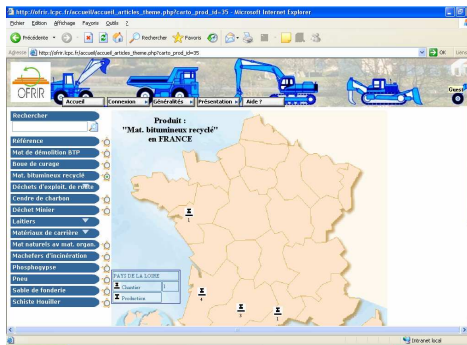 http://ofrir.lcpc.fr/accueil/accueil_articles_theme.php?carto_prod_id=35 - Microsoft Internet Explorer
Fichier Edition Affichage Favoris Outils ?
Précédente Rechercher Favoris
Adresse http://ofrir.lcpc.fr/accueil/accueil_articles_theme.php?carto_prod_id=35 OK Liens
OFRIR
Guest
Accueil Connexion Généralités Présentation Aide ?
Rechercher
Produit :
"Mat. bitumineux recyclé"
en FRANCE
Référence
Mat de démolition BTP
Boue de curage
Mat. bitumineux recyclé
Déchets d'exploit. de route
Cendre de charbon
Déchet Minier
Laitiers
Matériaux de carrière
Mat naturels av mat. organ.
Machefers d'incinération
Phosphogypse
Pneu
Sable de fonderie
Schiste Houiller
1
PAYS DE LA LOIRE
Chantier 1
Production
4
3
1
Intranet local